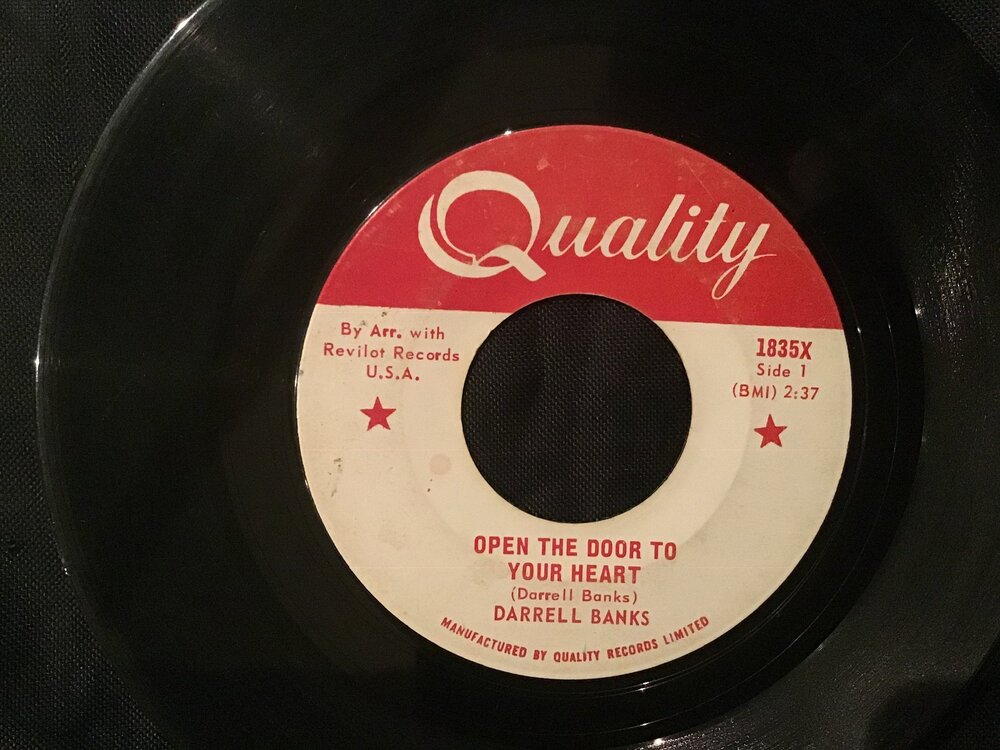 Quality
By Arr. with
Revilot Records
U.S.A.
1835X
Side 1
(BMI) 2:37
OPEN THE DOOR TO
YOUR HEART
(Darrell Banks)
DARRELL BANKS
MANUFACTURED BY QUALITY RECORDS LIMITED